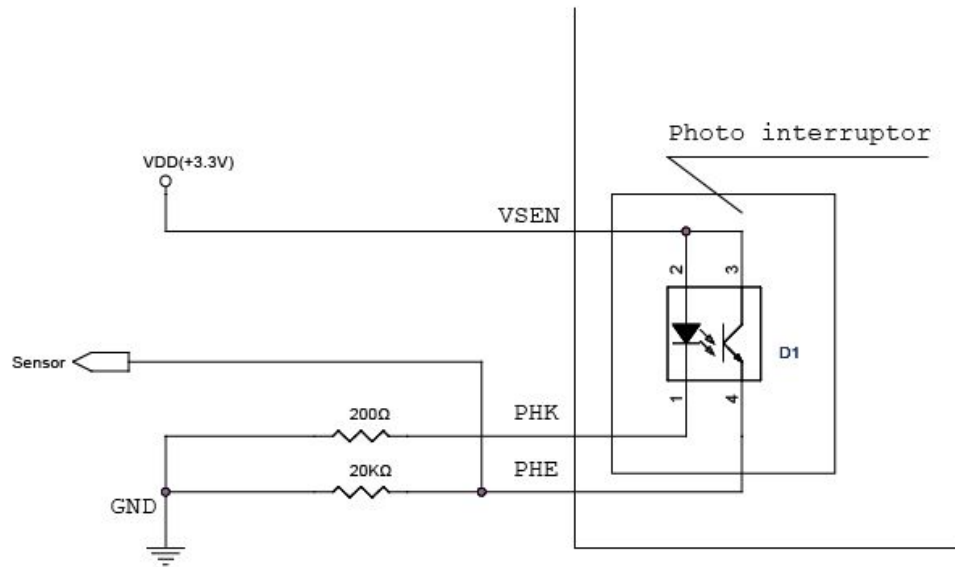 Photo interruptor
VDD(+3.3V)
VSEN
2
3
D1
Sensor
1
4
200Ω
PHK
20KΩ
PHE
GND